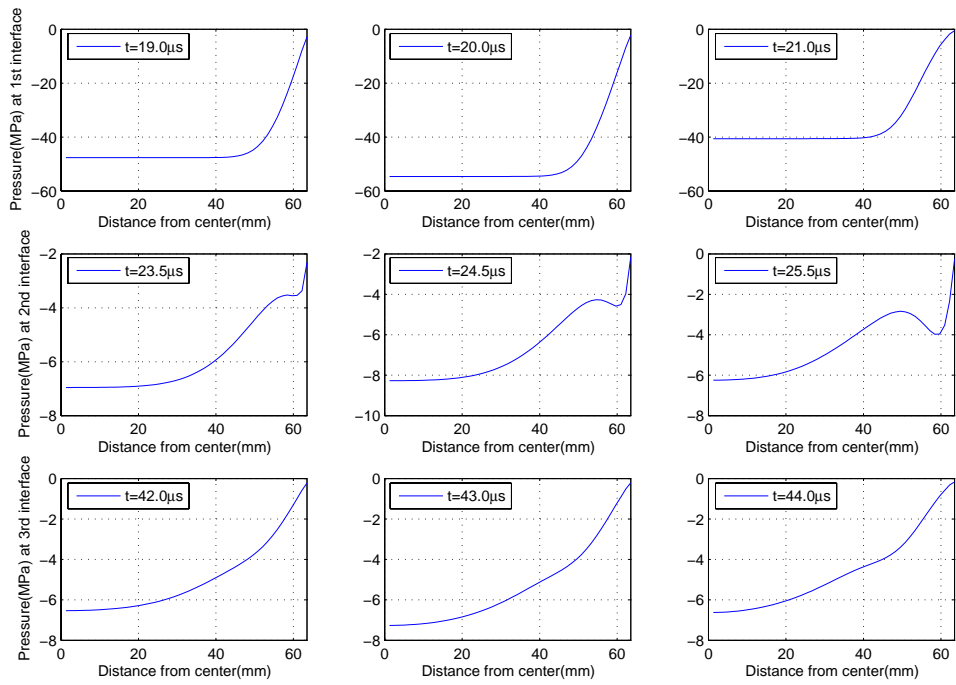 Pressure(MPa) at 1st interface
0
−20
−40
−60
t=19.0μs
0 20 40 60
Distance from center(mm)
0
−20
−40
−60
t=20.0μs
0 20 40 60
Distance from center(mm)
0
−20
−40
−60
t=21.0μs
0 20 40 60
Distance from center(mm)
Pressure(MPa) at 2nd interface
−2
−4
−6
−8
t=23.5μs
0 20 40 60
Distance from center(mm)
−2
−4
−6
−8
−10
t=24.5μs
0 20 40 60
Distance from center(mm)
0
−2
−4
−6
−8
t=25.5μs
0 20 40 60
Distance from center(mm)
Pressure(MPa) at 3rd interface
0
−2
−4
−6
−8
t=42.0μs
0 20 40 60
Distance from center(mm)
0
−2
−4
−6
−8
t=43.0μs
0 20 40 60
Distance from center(mm)
0
−2
−4
−6
−8
t=44.0μs
0 20 40 60
Distance from center(mm)